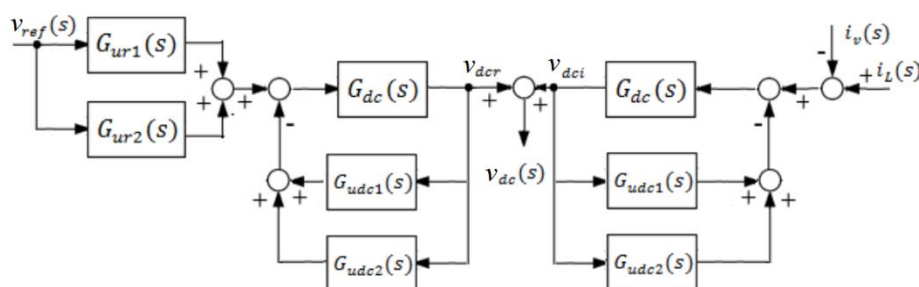 v_ref(s)
G_ur1(s)
G_ur2(s)
+
+
+
-
G_dc(s)
v_dcr
+
v_dci
+
v_dc(s)
G_dc(s)
+
-
i_v(s)
-
+ i_L(s)
+
+
G_udc1(s)
G_udc2(s)
G_udc1(s)
G_udc2(s)
+
+